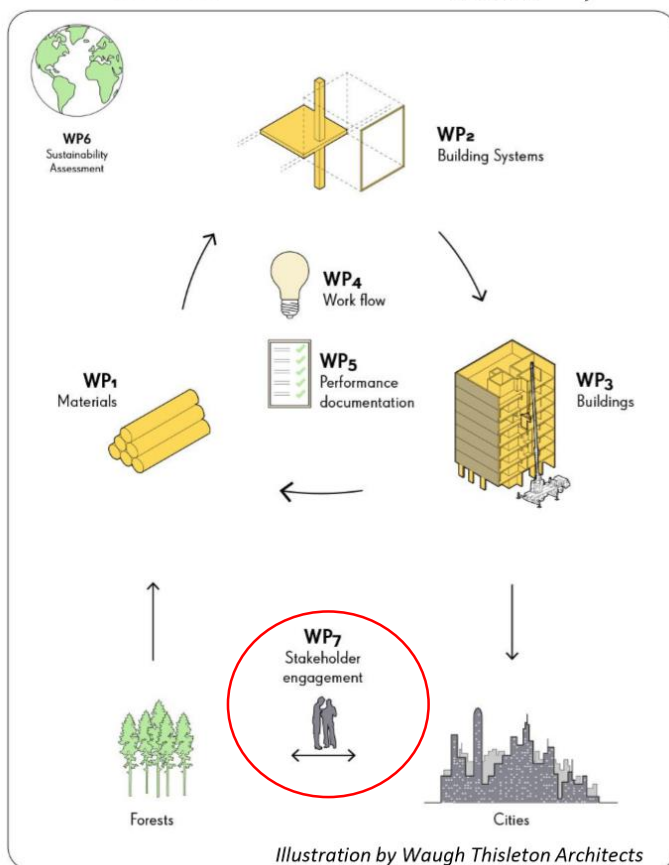 WP6
Sustainability
Assessment
WP2
Building Systems
WP4
Work flow
WP5
Performance
documentation
WP1
Materials
WP3
Buildings
WP7
Stakeholder
engagement
Forests
Cities
Illustration by Waugh Thisleton Architects